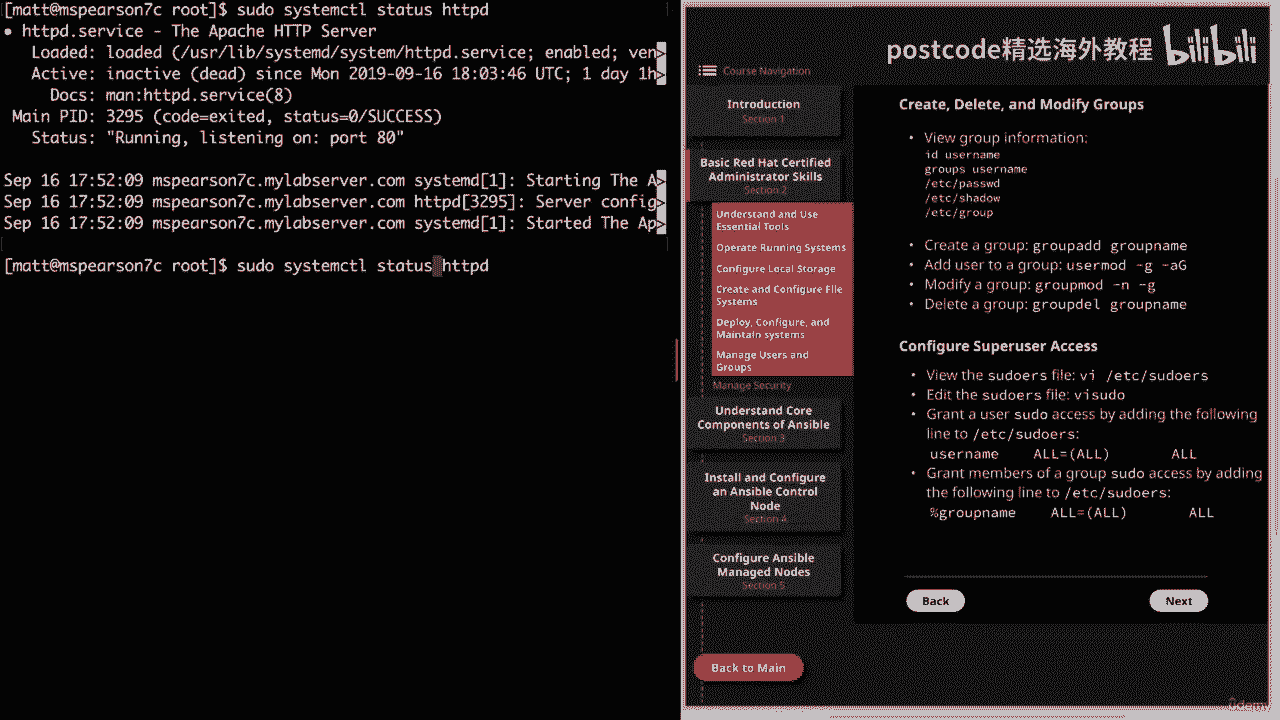 [matt@mspearson7c root]$ sudo systemctl status httpd
● httpd.service - The Apache HTTP Server
Loaded: loaded (/usr/lib/systemd/system/httpd.service; enabled; ven>
Active: inactive (dead) since Mon 2019-09-16 18:03:46 UTC; 1 day 1h>
Docs: man:httpd.service(8)
Main PID: 3295 (code=exited, status=0/SUCCESS)
Status: "Running, listening on: port 80"
Sep 16 17:52:09 mspearson7c.mylabserver.com systemd[1]: Starting The A>
Sep 16 17:52:09 mspearson7c.mylabserver.com httpd[3295]: Server config>
Sep 16 17:52:09 mspearson7c.mylabserver.com systemd[1]: Started The Ap>
[matt@mspearson7c root]$ sudo systemctl status httpd
postcode精选海外教程 bilibili
Course Navigation
Introduction
Section 1
Basic Red Hat Certified
Administrator Skills
Section 2
Understand and Use
Essential Tools
Operate Running Systems
Configure Local Storage
Create and Configure File
Systems
Deploy, Configure, and
Maintain systems
Manage Users and
Groups
Manage Security
Understand Core
Components of Ansible
Section 3
Install and Configure
an Ansible Control
Node
Section 4
Configure Ansible
Managed Nodes
Section 5
Back to Main
Create, Delete, and Modify Groups
• View group information:
id username
groups username
/etc/passwd
/etc/shadow
/etc/group
• Create a group: groupadd groupname
• Add user to a group: usermod -g -aG
• Modify a group: groupmod -n -g
• Delete a group: groupdel groupname
Configure Superuser Access
• View the sudoers file: vi /etc/sudoers
• Edit the sudoers file: visudo
• Grant a user sudo access by adding the following
line to /etc/sudoers:
username ALL=(ALL) ALL
• Grant members of a group sudo access by adding
the following line to /etc/sudoers:
%groupname ALL=(ALL) ALL
Back
Next
ûdemy